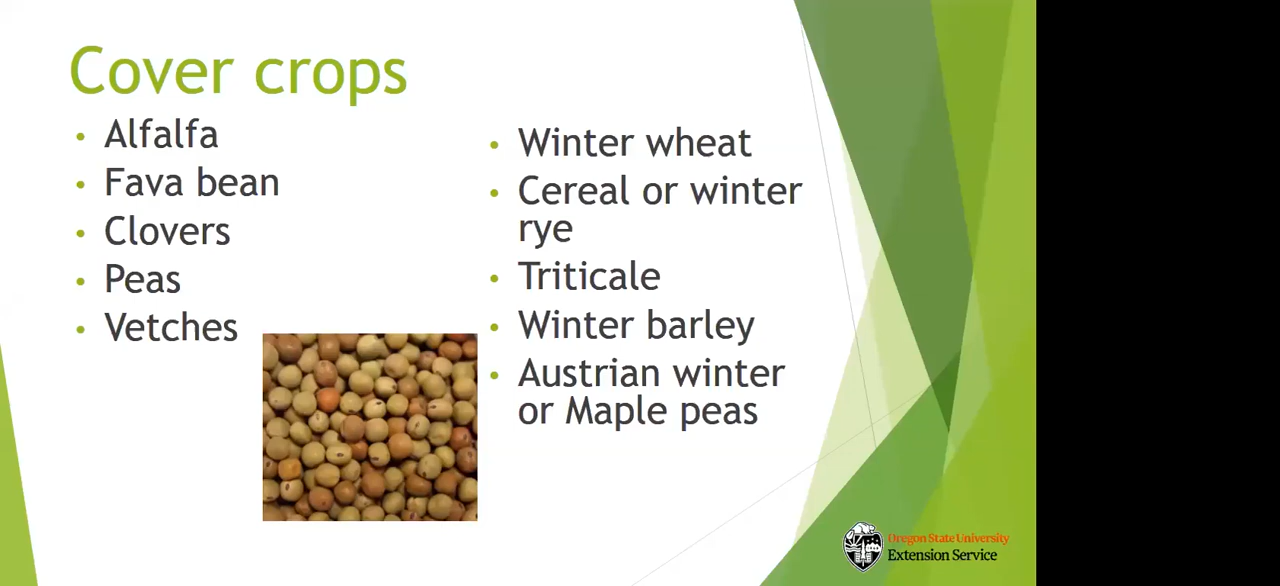 Cover crops
• Alfalfa
• Fava bean
• Clovers
• Peas
• Vetches
• Winter wheat
• Cereal or winter
rye
• Triticale
• Winter barley
• Austrian winter
or Maple peas
Oregon State University
Extension Service